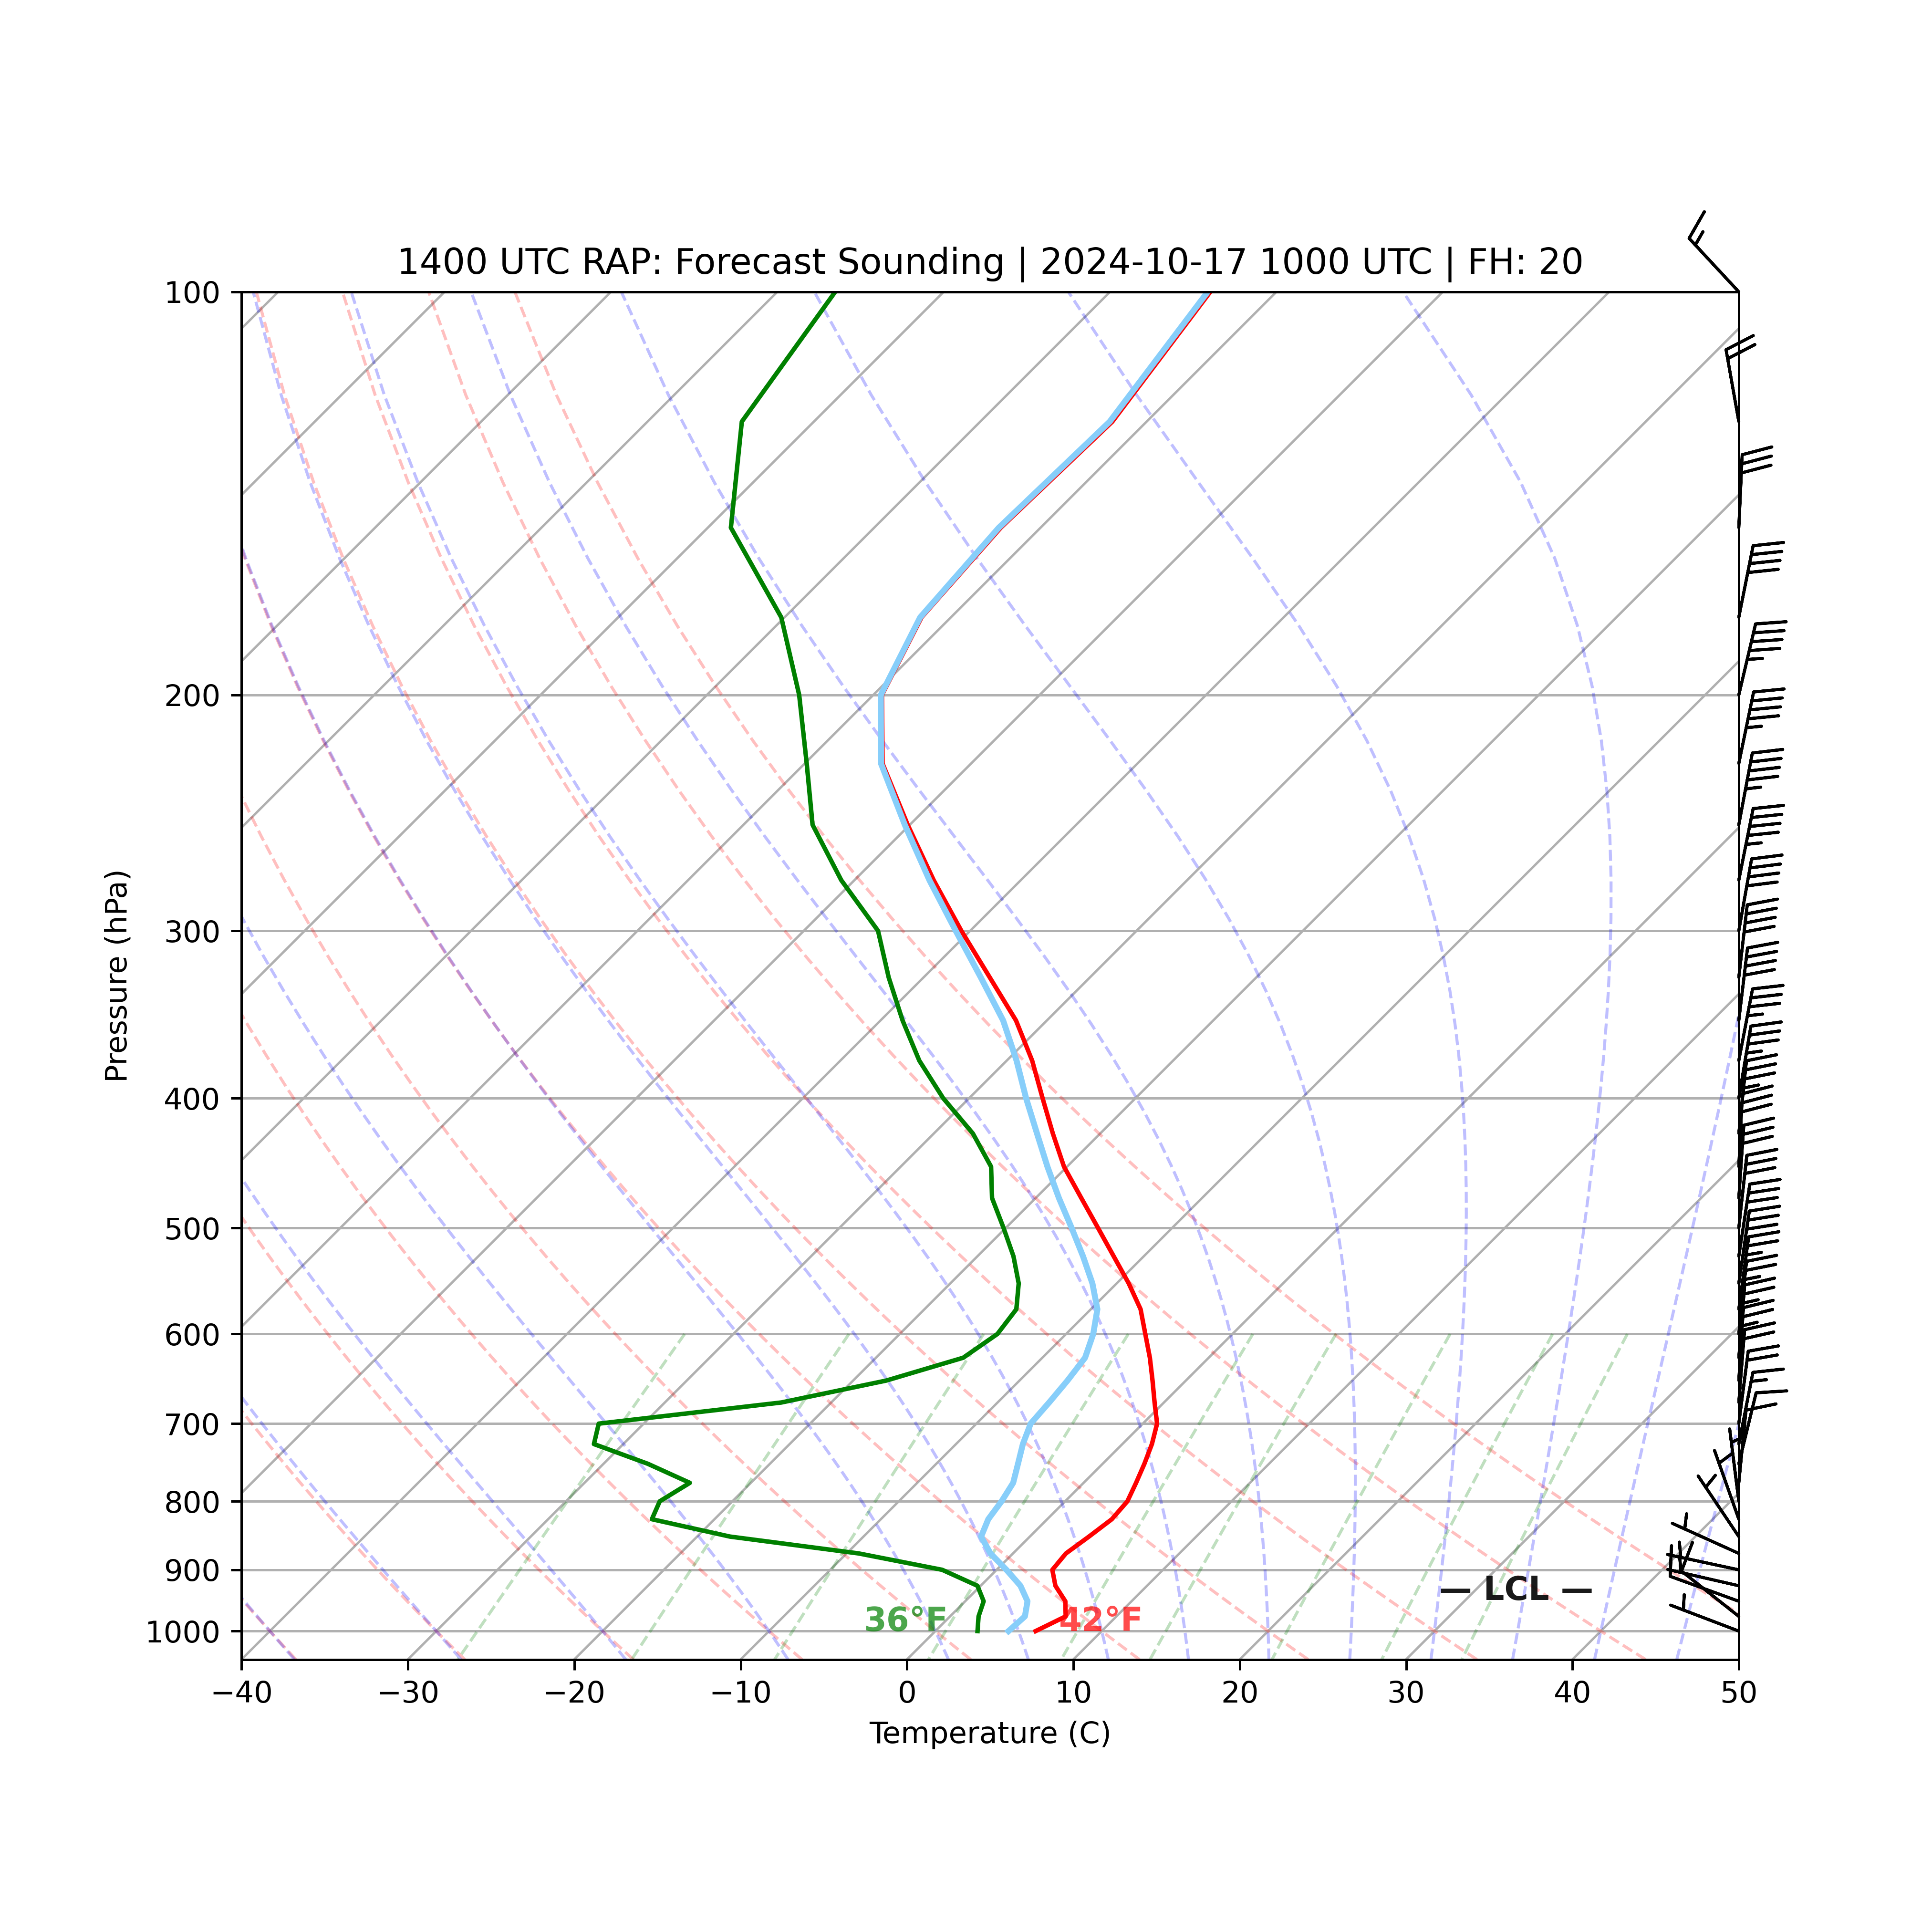 1400 UTC RAP: Forecast Sounding | 2024-10-17 1000 UTC | FH: 20
100
200
300
400
500
600
700
800
900
1000
Pressure (hPa)
— LCL —
36°F
42°F
−40 −30 −20 −10 0 10 20 30 40 50
Temperature (C)